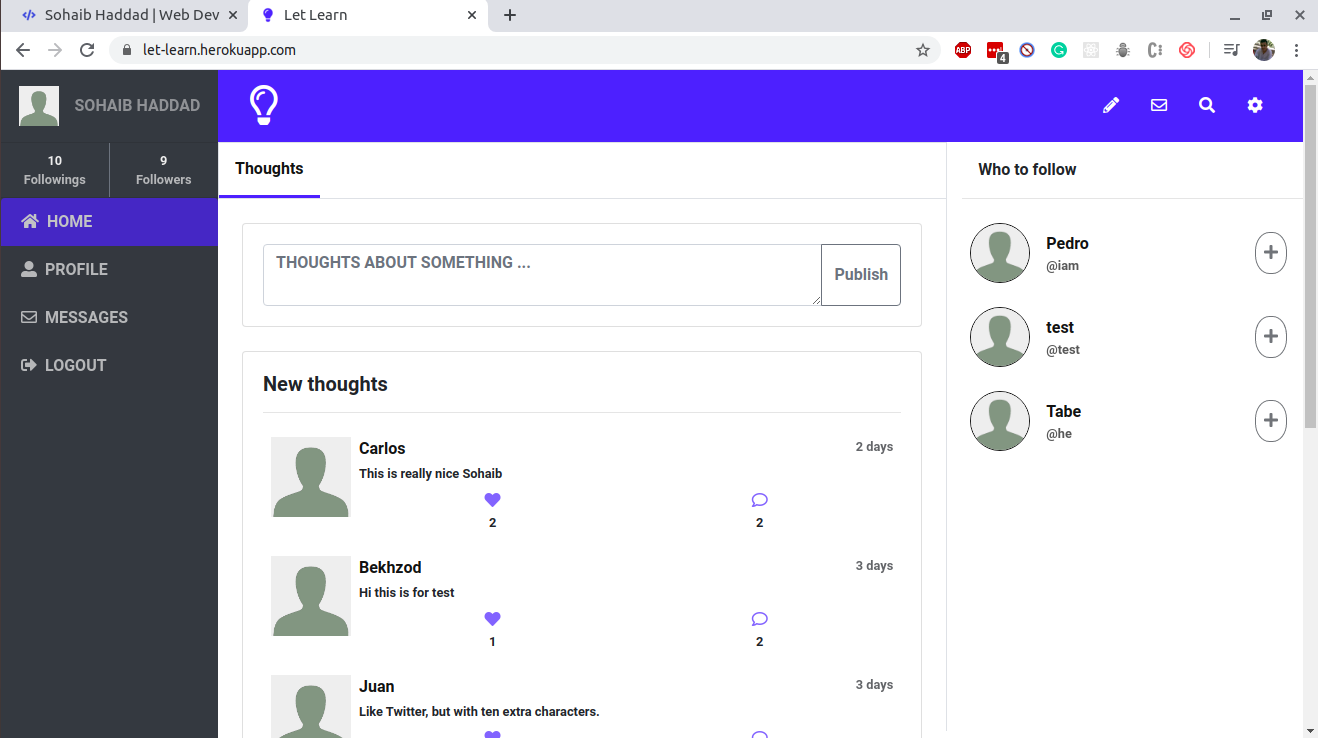 Sohaib Haddad | Web Dev
Let Learn
let-learn.herokuapp.com
ABP
4
SOHAIB HADDAD
10
Followings
9
Followers
HOME
PROFILE
MESSAGES
LOGOUT
Thoughts
THOUGHTS ABOUT SOMETHING ...
Publish
New thoughts
Carlos
2 days
This is really nice Sohaib
2
2
Bekhzod
3 days
Hi this is for test
1
2
Juan
3 days
Like Twitter, but with ten extra characters.
Who to follow
Pedro
@iam
test
@test
Tabe
@he